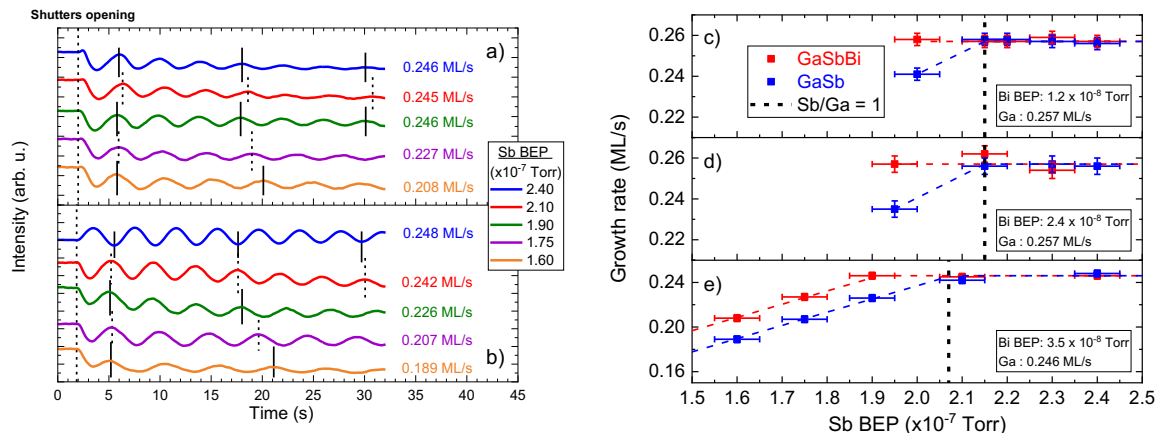 Shutters opening
a)
0.246 ML/s
0.245 ML/s
0.246 ML/s
0.227 ML/s
0.208 ML/s
Sb BEP
(x10⁻⁷ Torr)
2.40
2.10
1.90
1.75
1.60
0.248 ML/s
0.242 ML/s
0.226 ML/s
0.207 ML/s
0.189 ML/s
b)
Intensity (arb. u.)
0 5 10 15 20 25 30 35 40 45
Time (s)
c)
GaSbBi
GaSb
Sb/Ga = 1
Bi BEP: 1.2 x 10⁻⁸ Torr
Ga : 0.257 ML/s
0.26
0.24
0.22
d)
Bi BEP: 2.4 x 10⁻⁸ Torr
Ga : 0.257 ML/s
0.26
0.24
0.22
e)
Bi BEP: 3.5 x 10⁻⁸ Torr
Ga : 0.246 ML/s
0.24
0.20
0.16
Growth rate (ML/s)
1.5 1.6 1.7 1.8 1.9 2.0 2.1 2.2 2.3 2.4 2.5
Sb BEP (x10⁻⁷ Torr)